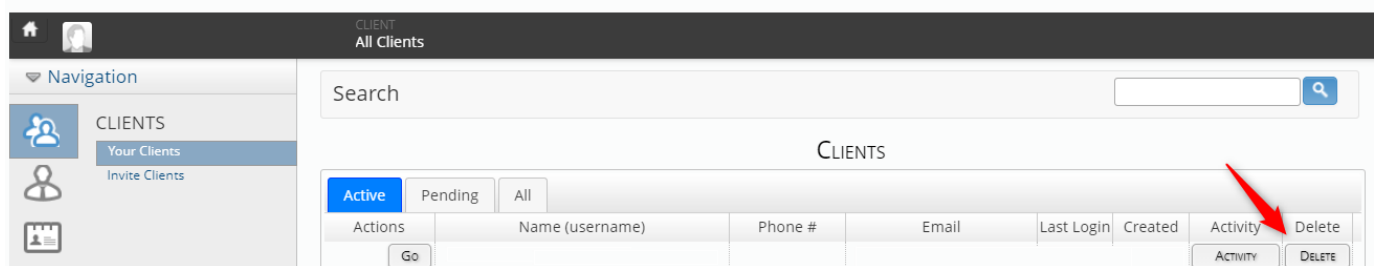 CLIENT
All Clients
Navigation
Search
CLIENTS
Your Clients
Invite Clients
CLIENTS
Active Pending All
Actions Name (username) Phone # Email Last Login Created Activity Delete
Go ACTIVITY DELETE